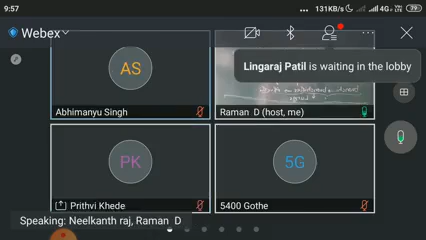 9:57
... 131KB/s 4G VoLTE 79
Webex
Lingaraj Patil is waiting in the lobby
AS
Abhimanyu Singh
Raman D (host, me)
PK
Prithvi Khede
5G
5400 Gothe
Speaking: Neelkanth raj, Raman D